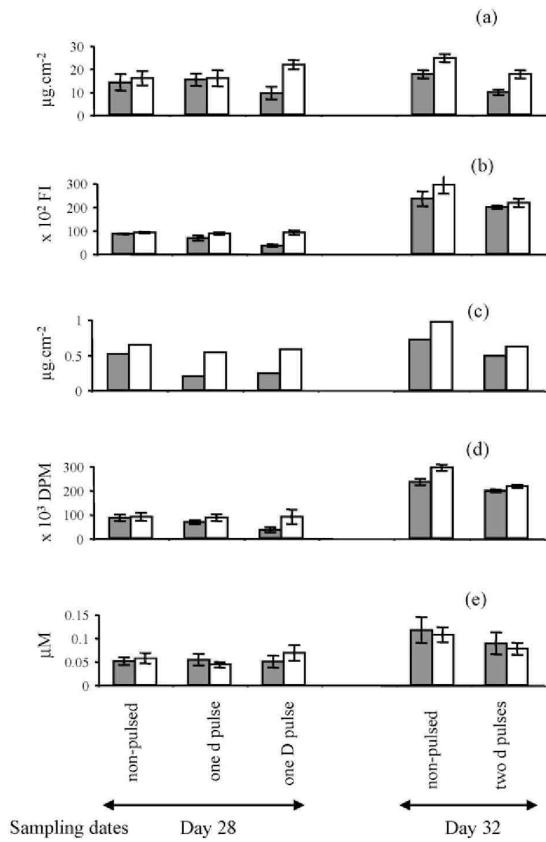 (a)
30
20
10
0
µg.cm-2
(b)
300
200
100
0
x 10² FI
(c)
1
0.5
0
µg.cm-2
(d)
300
200
100
0
x 10³ DPM
(e)
0.15
0.1
0.05
0
µM
non-pulsed
one d pulse
one D pulse
non-pulsed
two d pulses
Sampling dates Day 28 Day 32